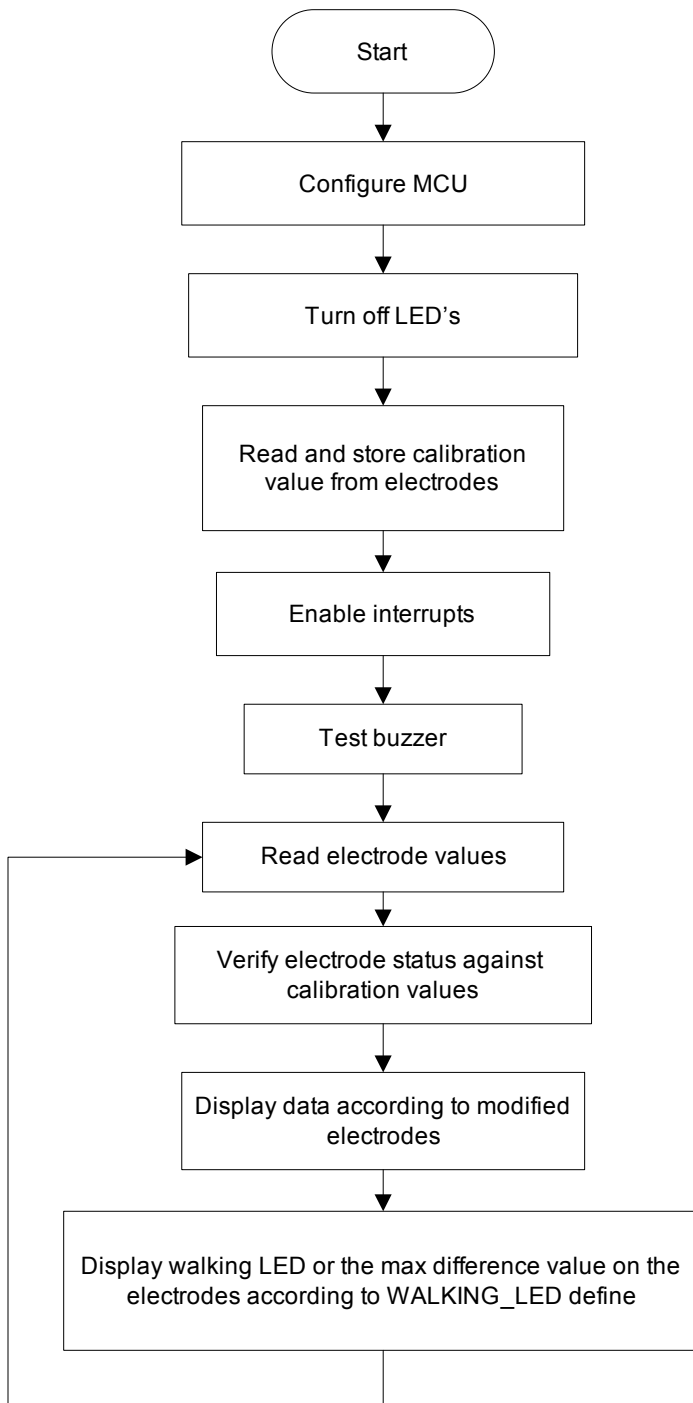 Start
Configure MCU
Turn off LED’s
Read and store calibration
value from electrodes
Enable interrupts
Test buzzer
Read electrode values
Verify electrode status against
calibration values
Display data according to modified
electrodes
Display walking LED or the max difference value on the
electrodes according to WALKING_LED define